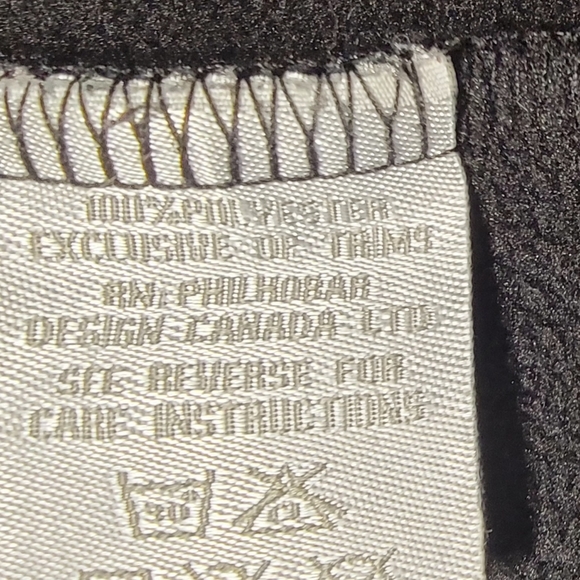 100% POLYESTER
EXCLUSIVE OF TRIMS
RN: PHILHOBAR
DESIGN CANADA LTD
SEE REVERSE FOR
CARE INSTRUCTIONS